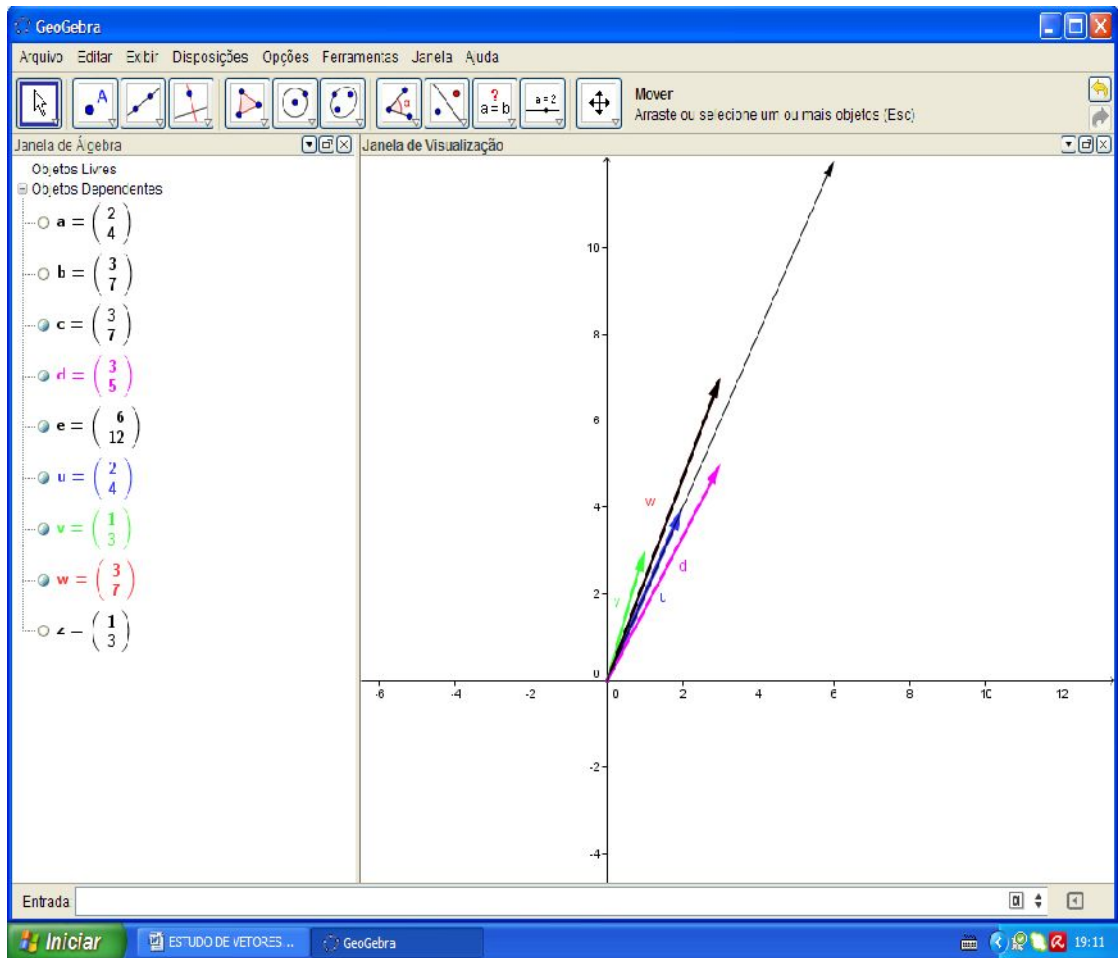 GeoGebra
Arquivo Editar Exibir Disposições Opções Ferramentas Janela Ajuda
A
α
?
a = b
a = 2
Mover
Arraste ou selecione um ou mais objetos (Esc)
Janela de Álgebra
Janela de Visualização
Objetos Livres
Objetos Dependentes
a = ( 2 4 )
b = ( 3 7 )
c = ( 3 7 )
d = ( 3 5 )
e = ( 6 12 )
u = ( 2 4 )
v = ( 1 3 )
w = ( 3 7 )
z = ( 1 3 )
10
8
6
4
2
0
-2
-4
-6 -4 -2 0 2 4 6 8 10 12
w
d
v
u
Entrada
α
Iniciar
ESTUDO DE VETORES ...
GeoGebra
19:11